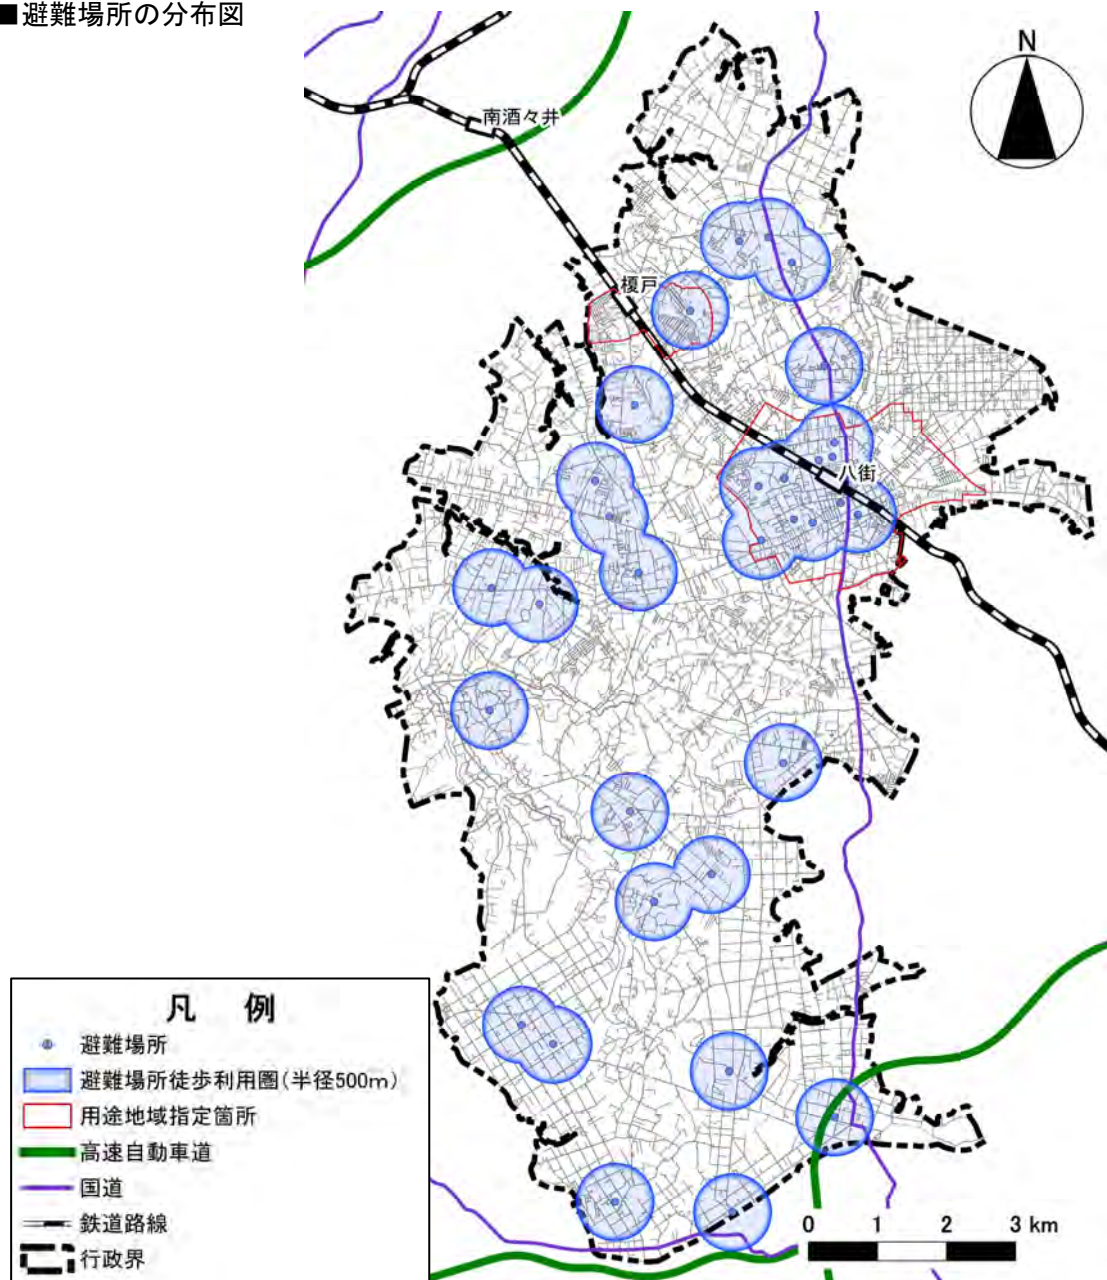 ■避難場所の分布図
N
南酒々井
榎戸
八街
凡 例
避難場所
避難場所徒歩利用圏(半径500m)
用途地域指定箇所
高速自動車道
国道
鉄道路線
行政界
0 1 2 3 km